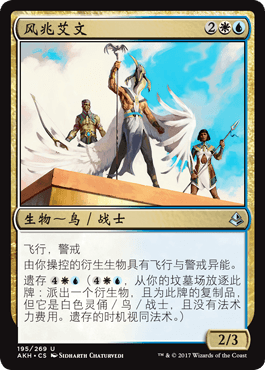 风兆艾文 2
生物～鸟／战士
飞行，警戒
由你操控的衍生生物具有飞行与警戒异能。
遗存 4（4，从你的坟墓场放逐此
牌：派出一个衍生物，且为此牌的复制品，
但它是白色灵俑／鸟／战士，且没有法术
力费用。遗存的时机视同法术。）
2/3
195/269 U
AKH • CS SIDHARTH CHATURVEDI
™ & © 2017 Wizards of the Coast